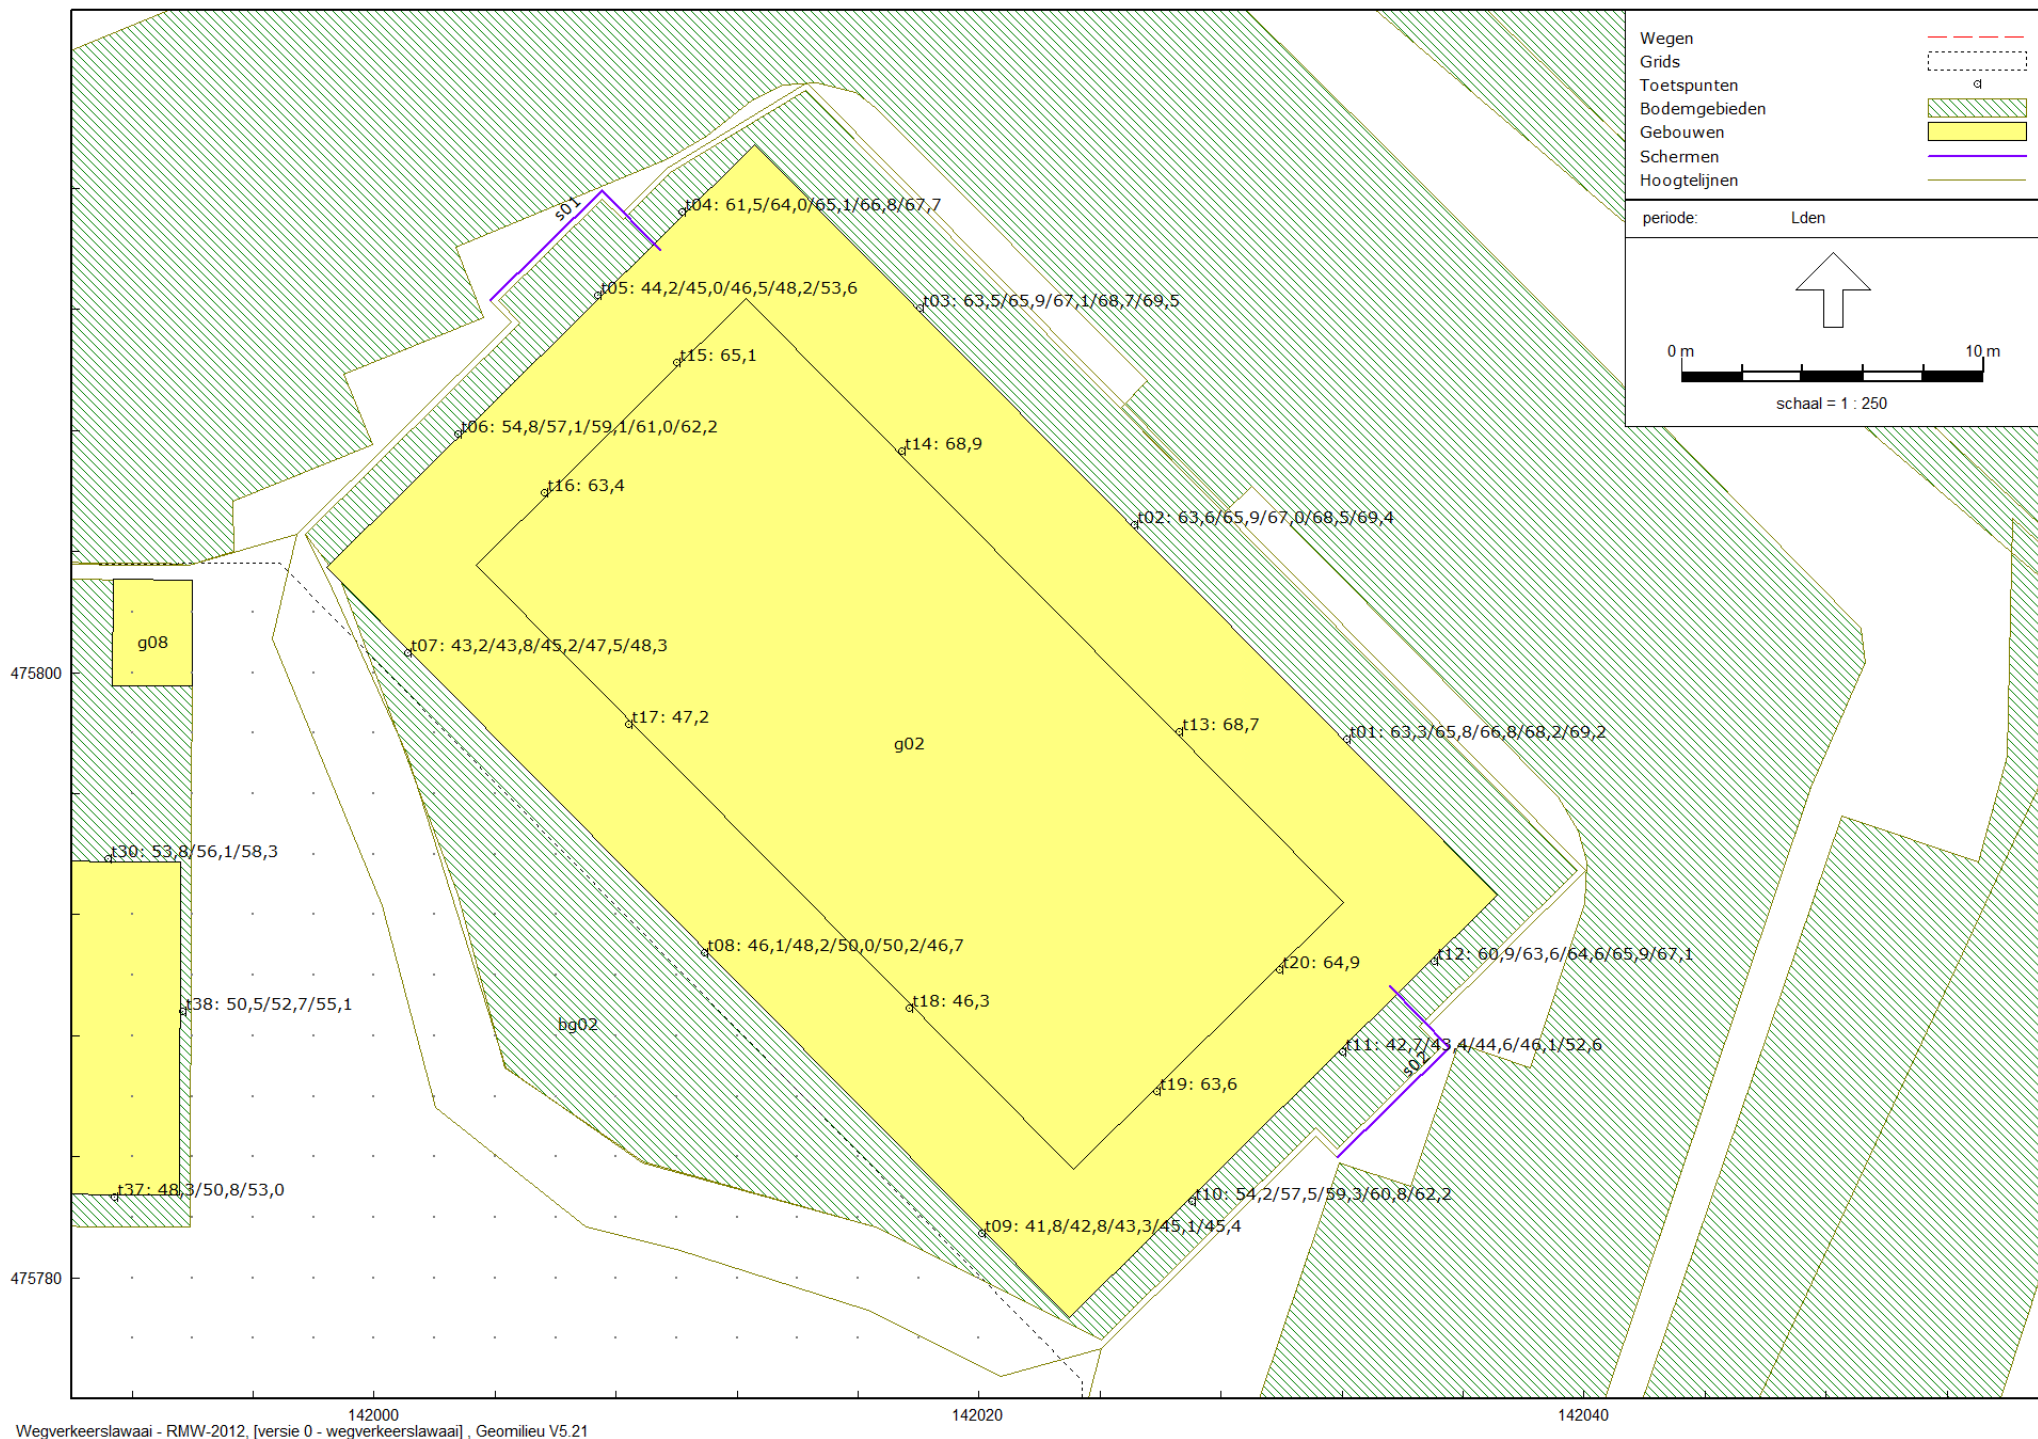 Wegen
Grids
Toetspunten
Bodemgebieden
Gebouwen
Schermen
Hoogtelijnen
periode: Lden
0 m 10 m
schaal = 1 : 250
s01
t04: 61,5/64,0/65,1/66,8/67,7
t05: 44,2/45,0/46,5/48,2/53,6
t03: 63,5/65,9/67,1/68,7/69,5
t15: 65,1
t06: 54,8/57,1/59,1/61,0/62,2
t14: 68,9
t16: 63,4
t02: 63,6/65,9/67,0/68,5/69,4
g08
t07: 43,2/43,8/45,2/47,5/48,3
475800
t17: 47,2
t13: 68,7
t01: 63,3/65,8/66,8/68,2/69,2
g02
t30: 53,8/56,1/58,3
t08: 46,1/48,2/50,0/50,2/46,7
t12: 60,9/63,6/64,6/65,9/67,1
t20: 64,9
t38: 50,5/52,7/55,1
t18: 46,3
bg02
t11: 42,7/43,4/44,6/46,1/52,6
s02
t19: 63,6
t37: 48,3/50,8/53,0
t10: 54,2/57,5/59,3/60,8/62,2
t09: 41,8/42,8/43,3/45,1/45,4
475780
142000 142020 142040
Wegverkeerslawaai - RMW-2012, [versie 0 - wegverkeerslawaai] , Geomilieu V5.21